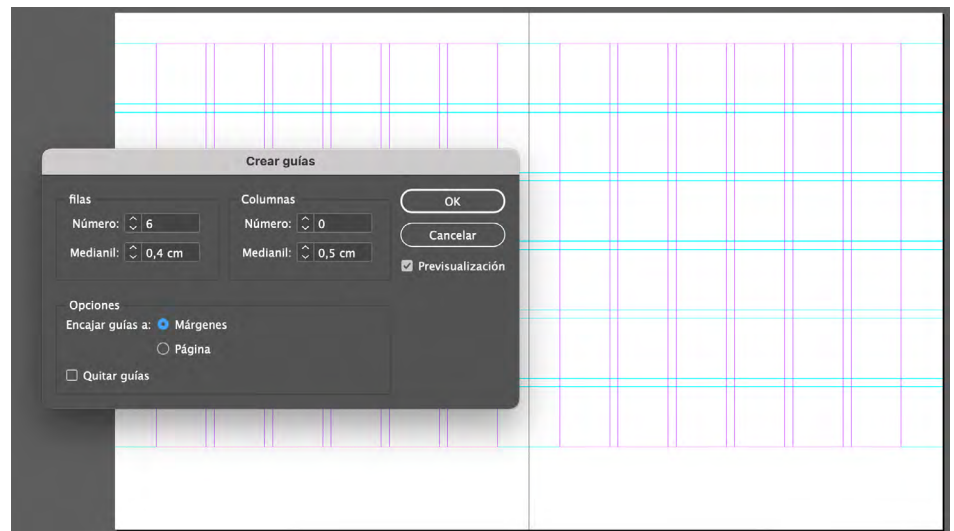 Crear guías
filas
Número: 6
Medianil: 0,4 cm
Columnas
Número: 0
Medianil: 0,5 cm
OK
Cancelar
Previsualización
Opciones
Encajar guías a: Márgenes
Página
Quitar guías